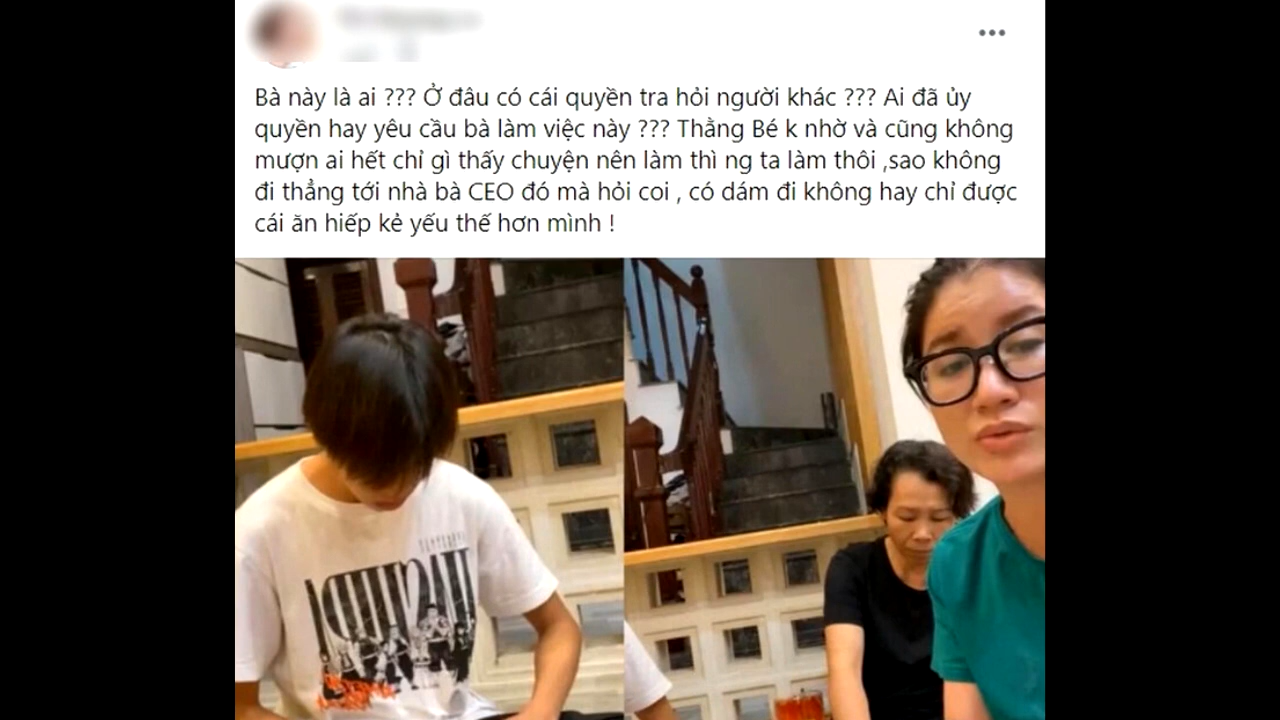 Bà này là ai ??? Ở đâu có cái quyền tra hỏi người khác ??? Ai đã ủy
quyền hay yêu cầu bà làm việc này ??? Thằng Bé k nhờ và cũng không
mượn ai hết chỉ gì thấy chuyện nên làm thì ng ta làm thôi ,sao không
đi thẳng tới nhà bà CEO đó mà hỏi coi , có dám đi không hay chỉ được
cái ăn hiếp kẻ yếu thế hơn mình !